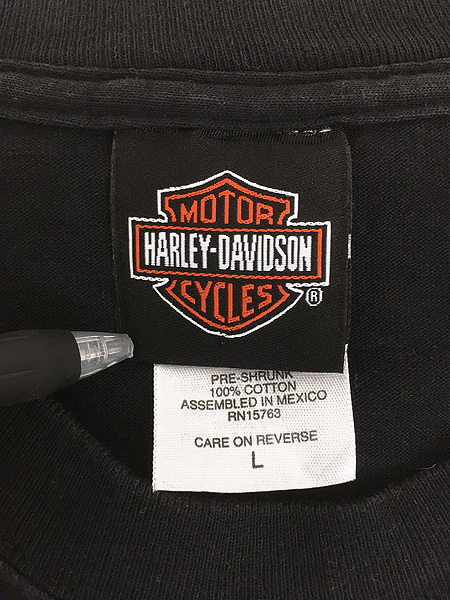 MOTOR
HARLEY-DAVIDSON
CYCLES
®
PRE-SHRUNK
100% COTTON
ASSEMBLED IN MEXICO
RN15763
CARE ON REVERSE
L